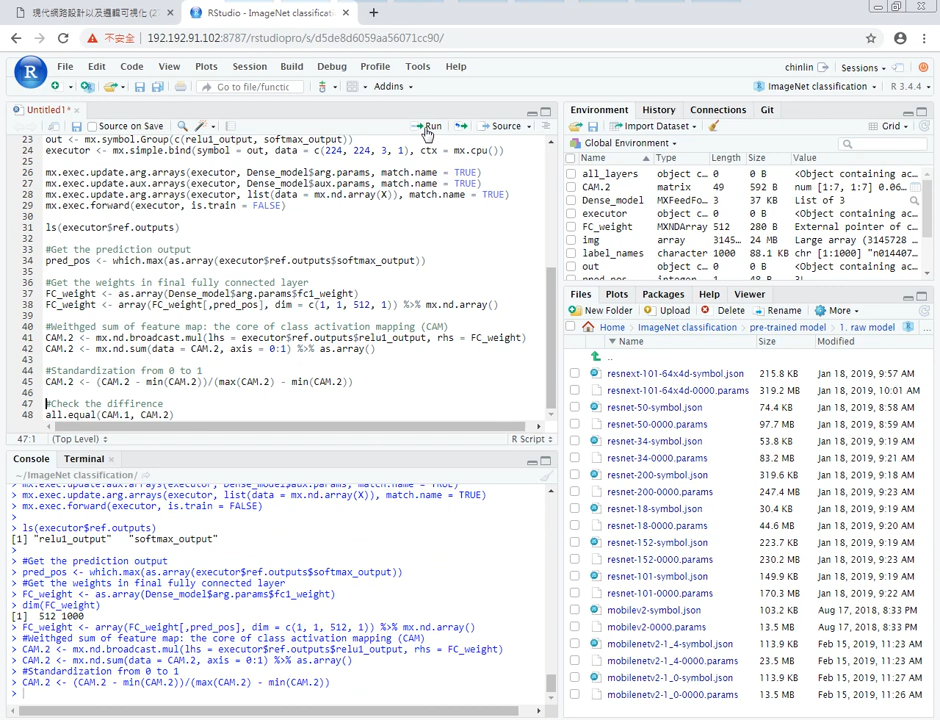 現代網路設計以及邏輯可視化 (2
RStudio - ImageNet classificati
不安全
192.192.91.102:8787/rstudiopro/s/d5de8d6059aa56071cc90/
File Edit Code View Plots Session Build Debug Profile Tools Help
chinlin Sessions
Go to file/function Addins
ImageNet classification R 3.4.4
Untitled1*
Source on Save Run Source
23 out <- mx.symbol.Group(c(relu1_output, softmax_output))
24 executor <- mx.simple.bind(symbol = out, data = c(224, 224, 3, 1), ctx = mx.cpu())
25
26 mx.exec.update.arg.arrays(executor, Dense_model$arg.params, match.name = TRUE)
27 mx.exec.update.aux.arrays(executor, Dense_model$aux.params, match.name = TRUE)
28 mx.exec.update.arg.arrays(executor, list(data = mx.nd.array(X)), match.name = TRUE)
29 mx.exec.forward(executor, is.train = FALSE)
30
31 ls(executor$ref.outputs)
32
33 #Get the prediction output
34 pred_pos <- which.max(as.array(executor$ref.outputs$softmax_output))
35
36 #Get the weights in final fully connected layer
37 FC_weight <- as.array(Dense_model$arg.params$fc1_weight)
38 FC_weight <- array(FC_weight[,pred_pos], dim = c(1, 1, 512, 1)) %>% mx.nd.array()
39
40 #Weithged sum of feature map: the core of class activation mapping (CAM)
41 CAM.2 <- mx.nd.broadcast.mul(lhs = executor$ref.outputs$relu1_output, rhs = FC_weight)
42 CAM.2 <- mx.nd.sum(data = CAM.2, axis = 0:1) %>% as.array()
43
44 #Standardization from 0 to 1
45 CAM.2 <- (CAM.2 - min(CAM.2))/(max(CAM.2) - min(CAM.2))
46
47 #Check the diffirence
48 all.equal(CAM.1, CAM.2)
47:1 (Top Level) R Script
Console Terminal
~/ImageNet classification/
> mx.exec.update.aux.arrays(executor, Dense_model$aux.params, match.name = TRUE)
> mx.exec.update.arg.arrays(executor, list(data = mx.nd.array(X)), match.name = TRUE)
> mx.exec.forward(executor, is.train = FALSE)
>
> ls(executor$ref.outputs)
[1] "relu1_output" "softmax_output"
>
> #Get the prediction output
> pred_pos <- which.max(as.array(executor$ref.outputs$softmax_output))
> #Get the weights in final fully connected layer
> FC_weight <- as.array(Dense_model$arg.params$fc1_weight)
> dim(FC_weight)
[1] 512 1000
> FC_weight <- array(FC_weight[,pred_pos], dim = c(1, 1, 512, 1)) %>% mx.nd.array()
> #Weithged sum of feature map: the core of class activation mapping (CAM)
> CAM.2 <- mx.nd.broadcast.mul(lhs = executor$ref.outputs$relu1_output, rhs = FC_weight)
> CAM.2 <- mx.nd.sum(data = CAM.2, axis = 0:1) %>% as.array()
> #Standardization from 0 to 1
> CAM.2 <- (CAM.2 - min(CAM.2))/(max(CAM.2) - min(CAM.2))
>
Environment History Connections Git
Import Dataset Grid
Global Environment
Name Type Length Size Value
all_layers object c… 0 0 B <Object containing ac
CAM.2 matrix 49 592 B num [1:7, 1:7] 0.06…
Dense_model MXFeedFo… 3 37 KB List of 3
executor object c… 0 0 B <Object containing ac
FC_weight MXNDArray 512 280 B External pointer of c
img array 3145… 24 MB Large array (3145728
label_names character 1000 88.1 KB chr [1:1000] "n014407
out object c… 0 0 B <Object containing ac
Files Plots Packages Help Viewer
New Folder Upload Delete Rename More
Home ImageNet classification pre-trained model 1. raw model ...
Name Size Modified
..
resnext-101-64x4d-symbol.json 215.8 KB Jan 18, 2019, 9:57 AM
resnext-101-64x4d-0000.params 319.2 MB Jan 18, 2019, 10:01 AM
resnet-50-symbol.json 74.4 KB Jan 18, 2019, 8:58 AM
resnet-50-0000.params 97.7 MB Jan 18, 2019, 8:59 AM
resnet-34-symbol.json 53.8 KB Jan 18, 2019, 9:20 AM
resnet-34-0000.params 83.2 MB Jan 18, 2019, 9:21 AM
resnet-200-symbol.json 319.6 KB Jan 18, 2019, 9:22 AM
resnet-200-0000.params 247.4 MB Jan 18, 2019, 9:23 AM
resnet-18-symbol.json 30.4 KB Jan 18, 2019, 9:19 AM
resnet-18-0000.params 44.6 MB Jan 18, 2019, 9:20 AM
resnet-152-symbol.json 223.7 KB Jan 18, 2019, 9:23 AM
resnet-152-0000.params 230.2 MB Jan 18, 2019, 9:24 AM
resnet-101-symbol.json 149.9 KB Jan 18, 2019, 9:21 AM
resnet-101-0000.params 170.3 MB Jan 18, 2019, 9:22 AM
mobilev2-symbol.json 103.2 KB Aug 17, 2018, 8:33 PM
mobilev2-0000.params 13.5 MB Aug 17, 2018, 8:33 PM
mobilenetv2-1_4-symbol.json 113.9 KB Feb 15, 2019, 11:23 AM
mobilenetv2-1_4-0000.params 23.5 MB Feb 15, 2019, 11:23 AM
mobilenetv2-1_0-symbol.json 113.9 KB Feb 15, 2019, 11:27 AM
mobilenetv2-1_0-0000.params 13.5 MB Feb 15, 2019, 11:26 AM